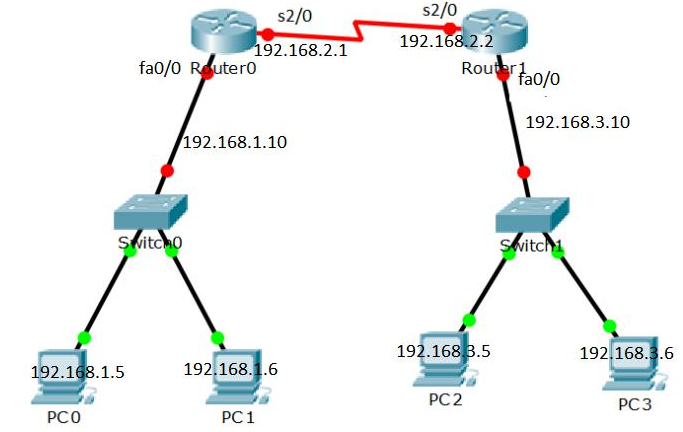 s2/0
s2/0
192.168.2.1
192.168.2.2
fa0/0
Router0
Router1
fa0/0
192.168.1.10
192.168.3.10
Switch0
Switch1
192.168.1.5
192.168.1.6
192.168.3.5
192.168.3.6
PC0
PC1
PC2
PC3